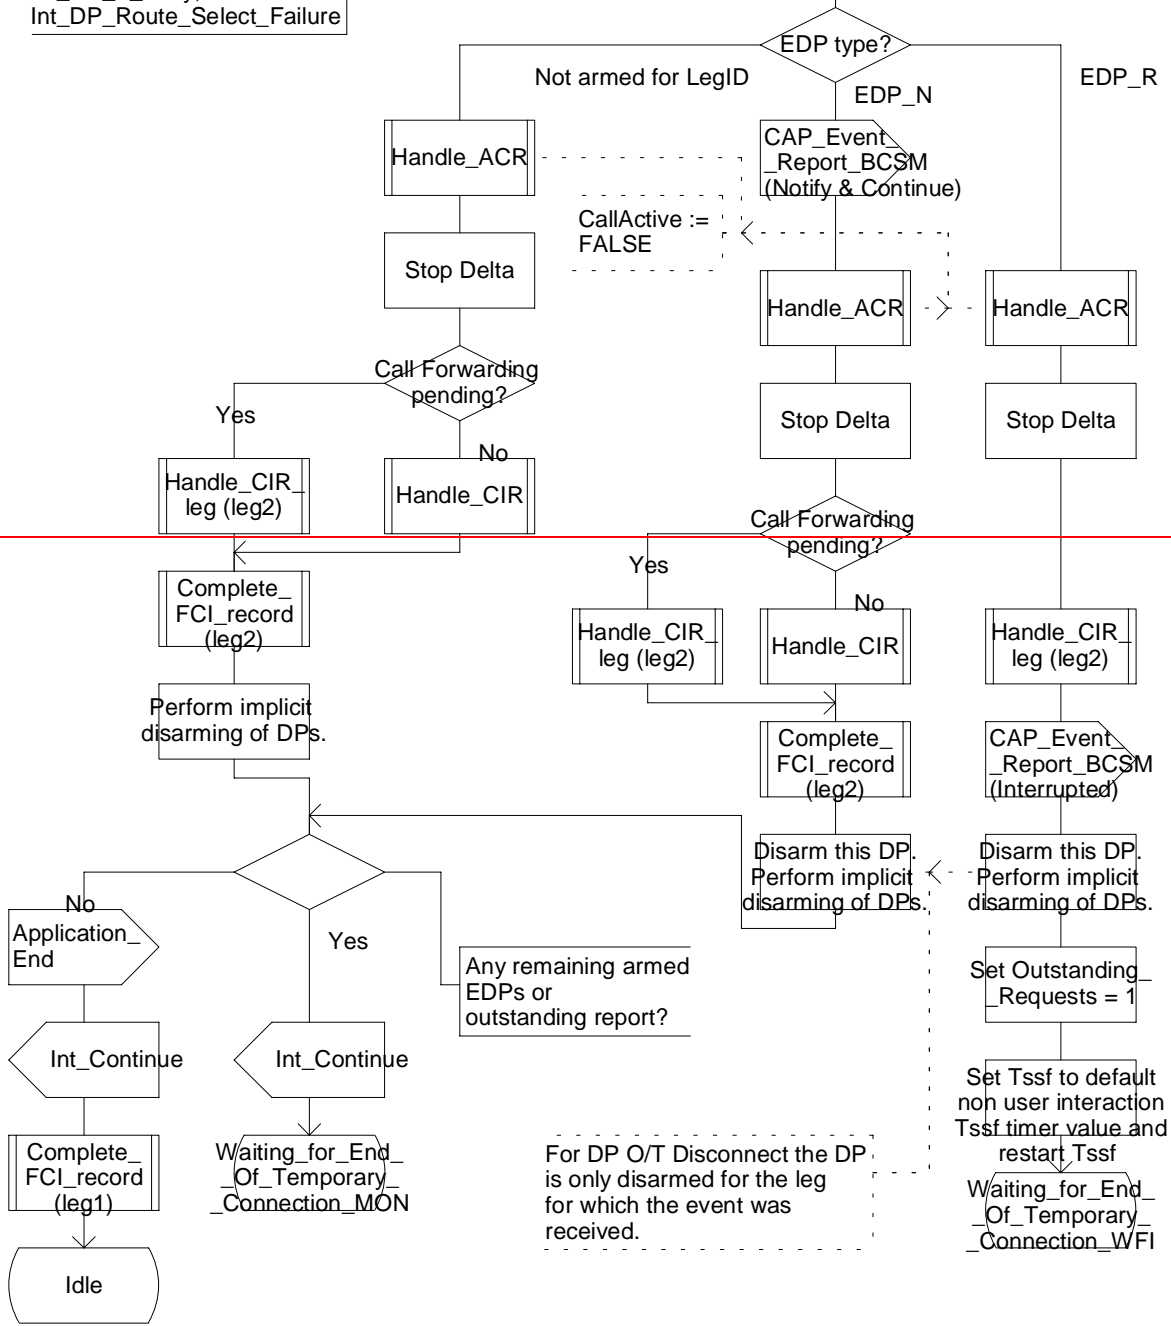 Int_DP_Route_Select_Failure
EDP type?
Not armed for LegID
EDP_N
EDP_R
Handle_ACR
CAP_Event_
_Report_BCSM
(Notify & Continue)
CallActive :=
FALSE
Stop Delta
Handle_ACR
Handle_ACR
Call Forwarding
pending?
Yes
No
Stop Delta
Stop Delta
Handle_CIR_
leg (leg2)
Handle_CIR
Call Forwarding
pending?
Yes
No
Complete_
FCI_record
(leg2)
Handle_CIR_
leg (leg2)
Handle_CIR
Handle_CIR_
leg (leg2)
Perform implicit
disarming of DPs.
Complete_
FCI_record
(leg2)
CAP_Event_
_Report_BCSM
(Interrupted)
Disarm this DP.
Perform implicit
disarming of DPs.
Disarm this DP.
Perform implicit
disarming of DPs.
No
Yes
Application_
End
Any remaining armed
EDPs or
outstanding report?
Set Outstanding_
_Requests = 1
Int_Continue
Int_Continue
Set Tssf to default
non user interaction
Tssf timer value and
restart Tssf
Complete_
FCI_record
(leg1)
Waiting_for_End_
_Of_Temporary_
_Connection_MON
For DP O/T Disconnect the DP
is only disarmed for the leg
for which the event was
received.
Waiting_for_End_
_Of_Temporary_
_Connection_WFI
Idle